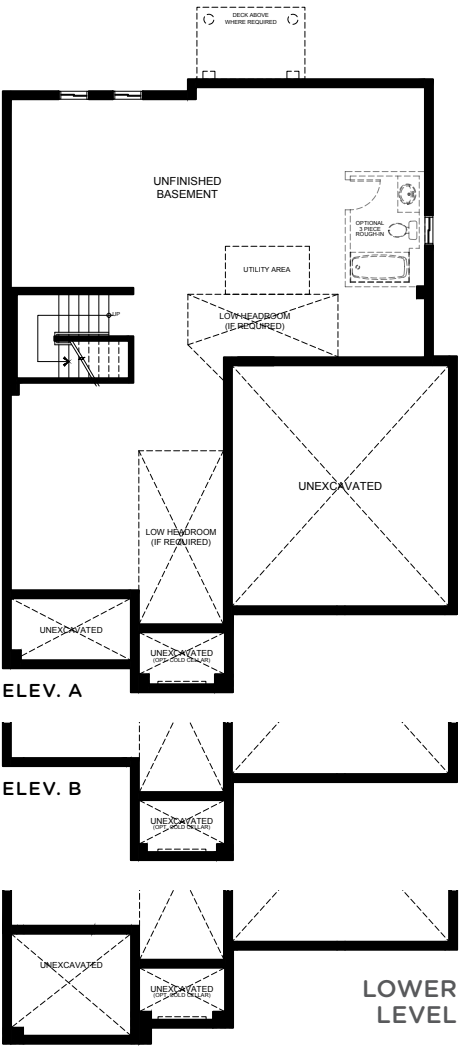 DECK ABOVE
WHERE REQUIRED
UNFINISHED
BASEMENT
OPTIONAL
3 PIECE
ROUGH-IN
UTILITY AREA
UP
LOW HEADROOM
(IF REQUIRED)
UNEXCAVATED
LOW HEADROOM
(IF REQUIRED)
UNEXCAVATED
UNEXCAVATED
(OPT. COLD CELLAR)
ELEV. A
ELEV. B
UNEXCAVATED
(OPT. COLD CELLAR)
UNEXCAVATED
UNEXCAVATED
(OPT. COLD CELLAR)
LOWER
LEVEL